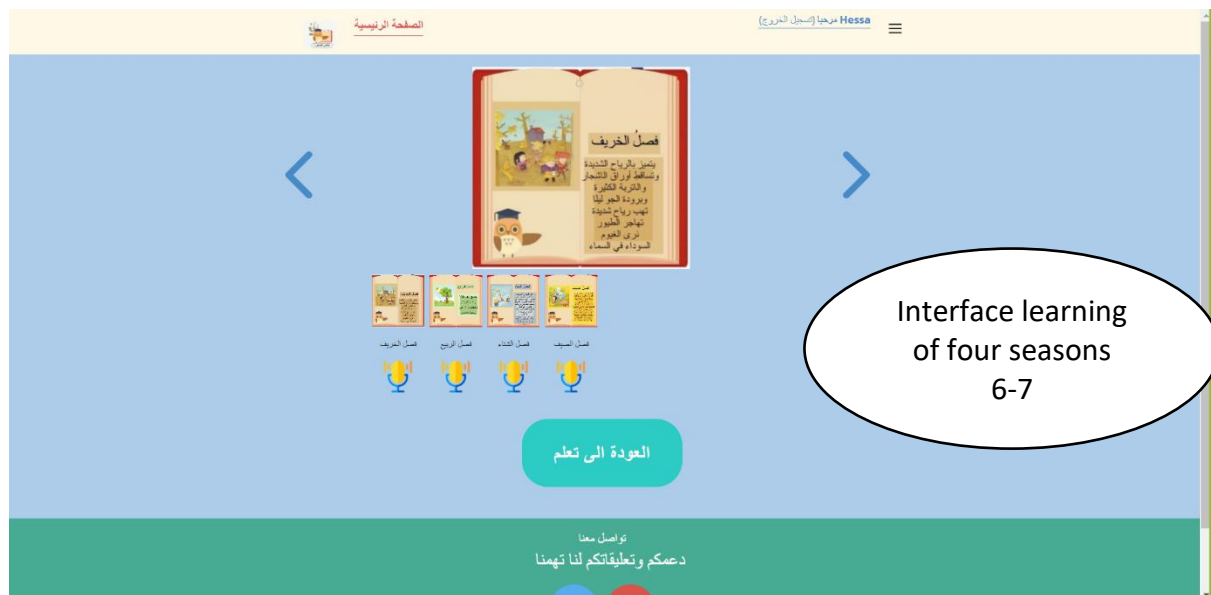 Hessa مرحبا (تسجيل الخروج)
الصفحة الرئيسية
فصلُ الخريف
يتميز بالرياح الشديدة
وتساقط أوراق الأشجار
والأتربة الكثيرة
وبرودة الجو ليلا
تهب رياح شديدة
تهاجر الطيور
نرى الغيوم
السوداء في السماء
فصل الصيف
فصل الشتاء
فصل الربيع
فصل الخريف
Interface learning
of four seasons
6-7
العودة الى تعلم
تواصل معنا
دعمكم وتعليقاتكم لنا تهمنا